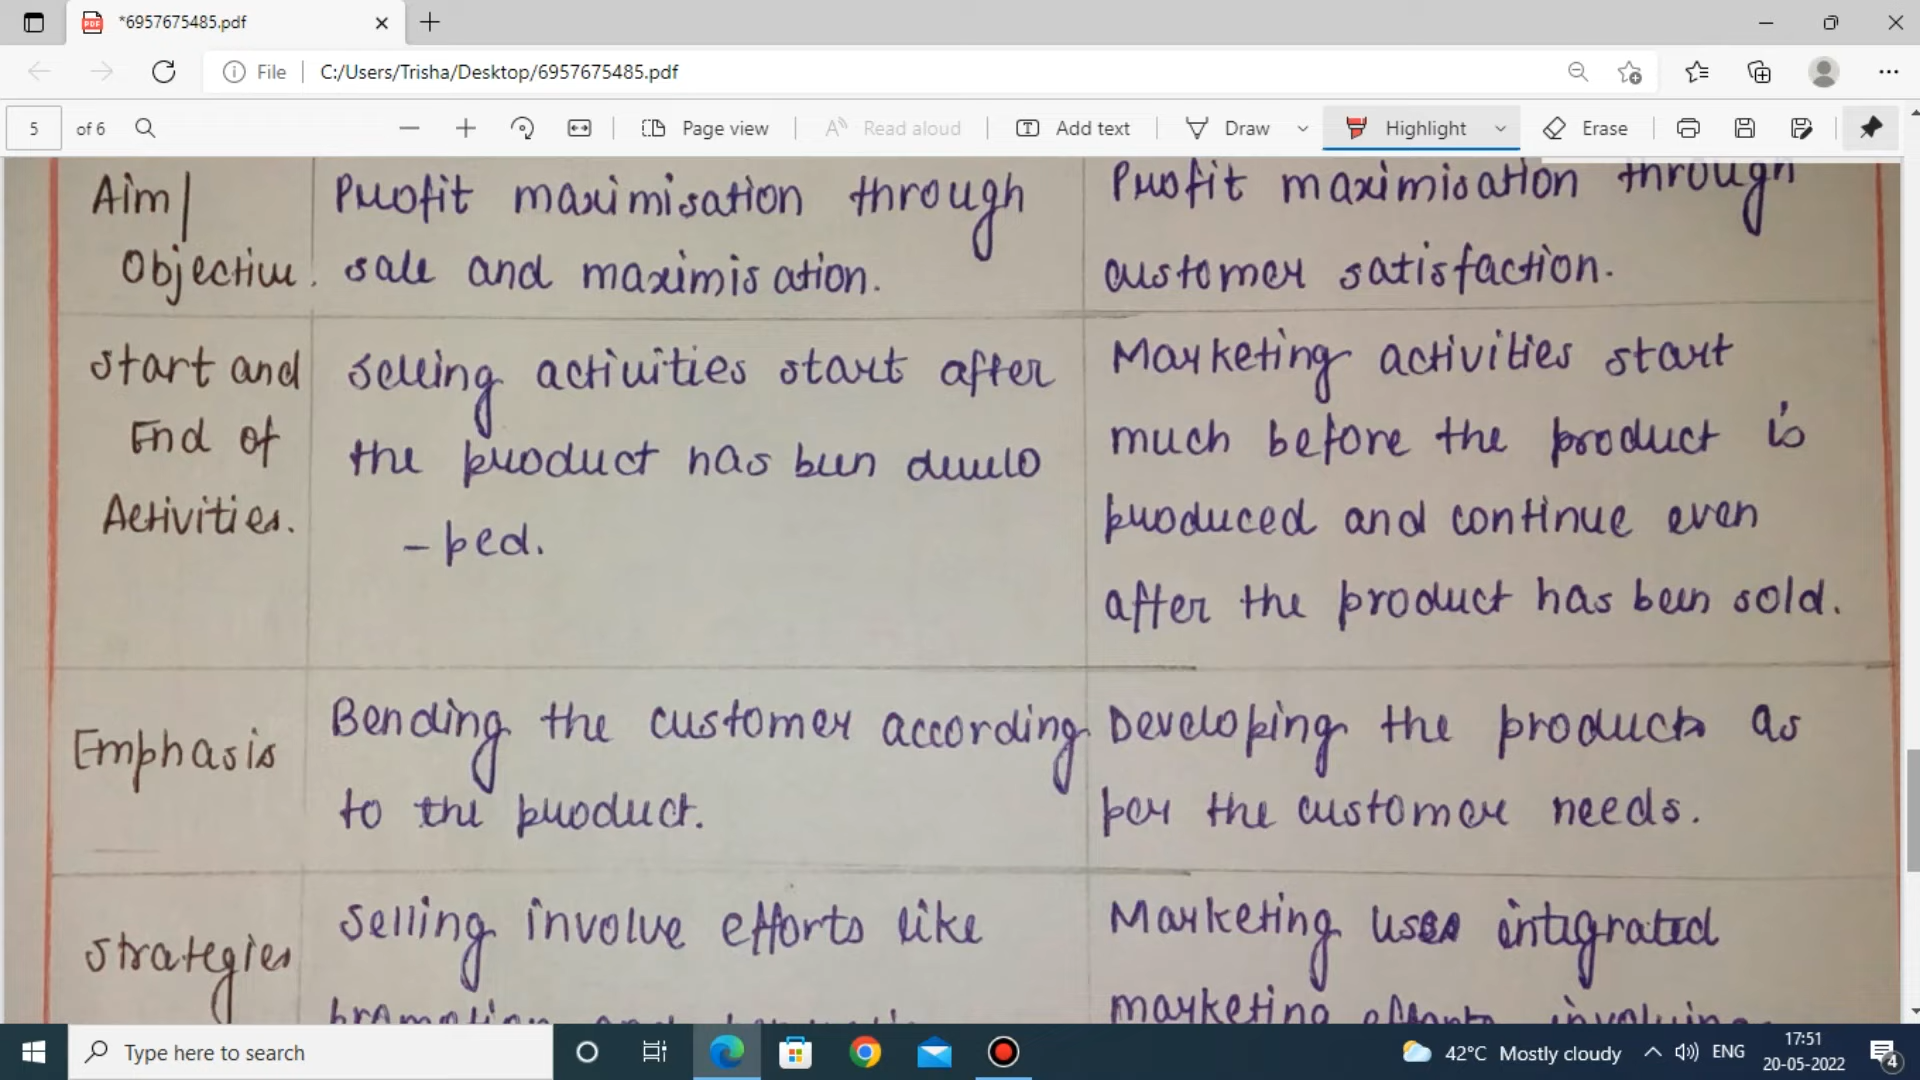 *6957675485.pdf
File
C:/Users/Trisha/Desktop/6957675485.pdf
5 of 6
Page view
Read aloud
Add text
Draw
Highlight
Erase
Aim/
Objective.
Profit maximisation through
sale and maximisation.
Profit maximisation through
customer satisfaction.
Start and
End of
Activities.
Selling activities start after
the product has been develo
-ped.
Marketing activities start
much before the product is
produced and continue even
after the product has been sold.
Emphasis
Bending the customer according
to the product.
Developing the products as
per the customer needs.
Strategies
Selling involve efforts like
Marketing uses integrated
marketing efforts involving
Type here to search
42°C Mostly cloudy
ENG
17:51
20-05-2022
4